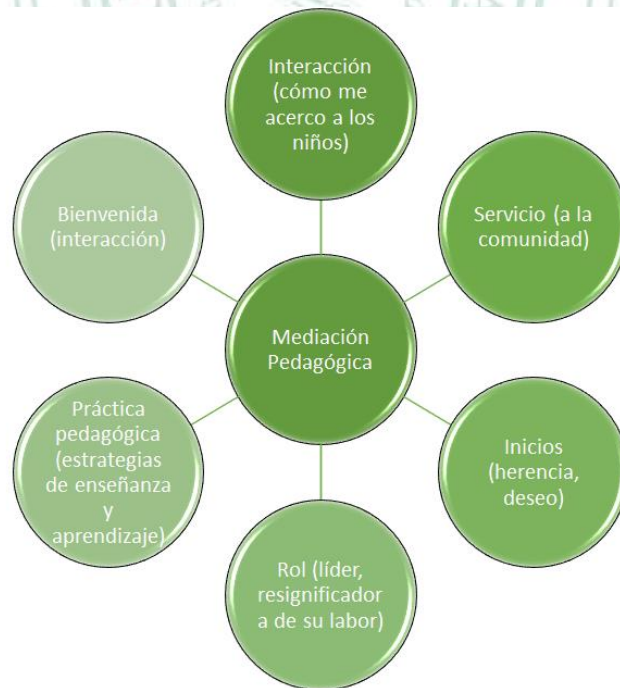 Interacción
(cómo me
acerco a los
niños)
Servicio (a la
comunidad)
Inicios
(herencia,
deseo)
Rol (líder,
resignificador
a de su labor)
Práctica
pedagógica
(estrategias
de enseñanza
y
aprendizaje)
Bienvenida
(interacción)
Mediación
Pedagógica